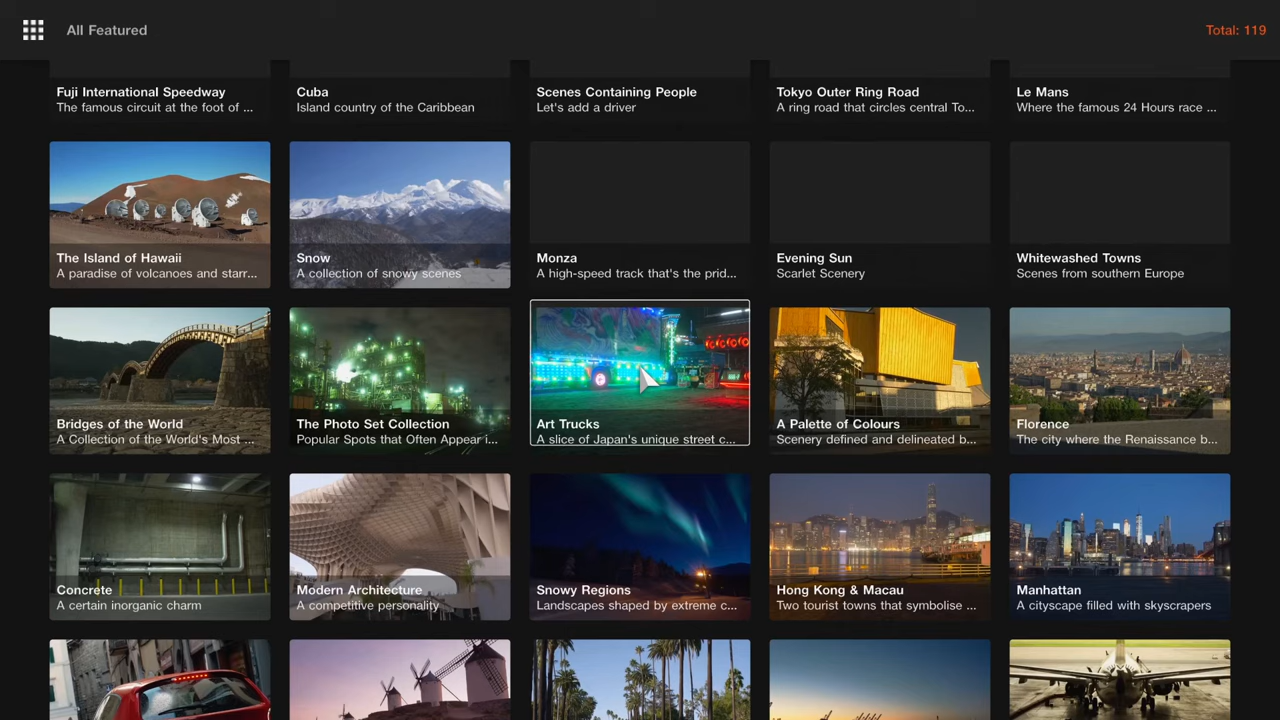 All Featured
Total: 119
Fuji International Speedway
The famous circuit at the foot of ...
Cuba
Island country of the Caribbean
Scenes Containing People
Let's add a driver
Tokyo Outer Ring Road
A ring road that circles central To...
Le Mans
Where the famous 24 Hours race ...
The Island of Hawaii
A paradise of volcanoes and starr...
Snow
A collection of snowy scenes
Monza
A high-speed track that's the prid...
Evening Sun
Scarlet Scenery
Whitewashed Towns
Scenes from southern Europe
Bridges of the World
A Collection of the World's Most ...
The Photo Set Collection
Popular Spots that Often Appear i...
Art Trucks
A slice of Japan's unique street c...
A Palette of Colours
Scenery defined and delineated b...
Florence
The city where the Renaissance b...
Concrete
A certain inorganic charm
Modern Architecture
A competitive personality
Snowy Regions
Landscapes shaped by extreme c...
Hong Kong & Macau
Two tourist towns that symbolise ...
Manhattan
A cityscape filled with skyscrapers